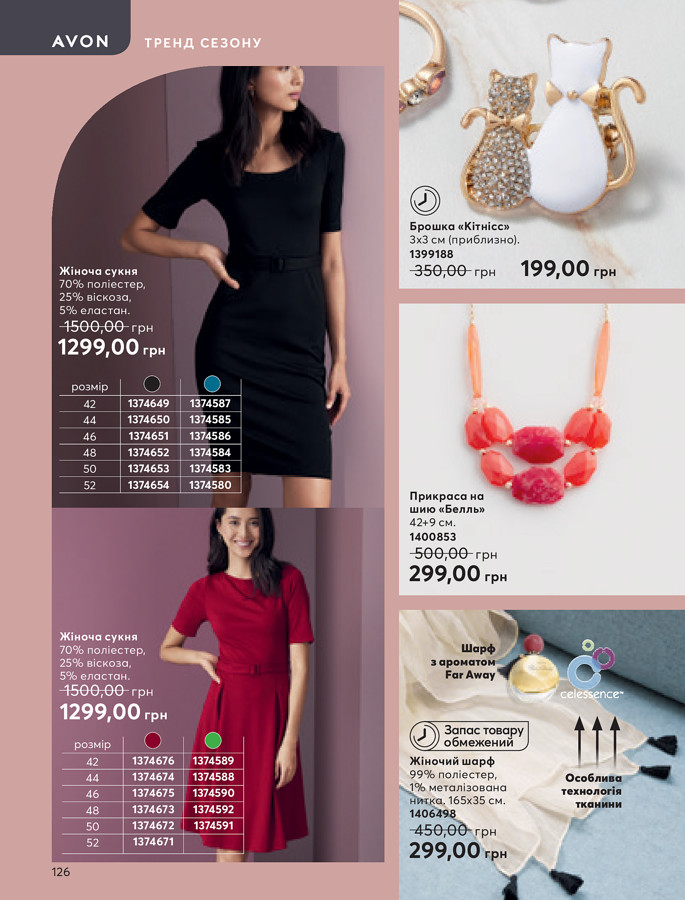 AVON
ТРЕНД СЕЗОНУ
Жіноча сукня
70% поліестер,
25% віскоза,
5% еластан.
1500,00 грн
1299,00 грн
розмір
42 1374649 1374587
44 1374650 1374585
46 1374651 1374586
48 1374652 1374584
50 1374653 1374583
52 1374654 1374580
Жіноча сукня
70% поліестер,
25% віскоза,
5% еластан.
1500,00 грн
1299,00 грн
розмір
42 1374676 1374589
44 1374674 1374588
46 1374675 1374590
48 1374673 1374592
50 1374672 1374591
52 1374671
126
Брошка «Кітнісс»
3х3 см (приблизно).
1399188
350,00 грн 199,00 грн
Прикраса на
шию «Белль»
42+9 см.
1400853
500,00 грн
299,00 грн
Шарф
з ароматом
Far Away
celessence™
Запас товару
обмежений
Жіночий шарф
99% поліестер,
1% металізована
нитка, 165х35 см.
1406498
450,00 грн
299,00 грн
Особлива
технологія
тканини